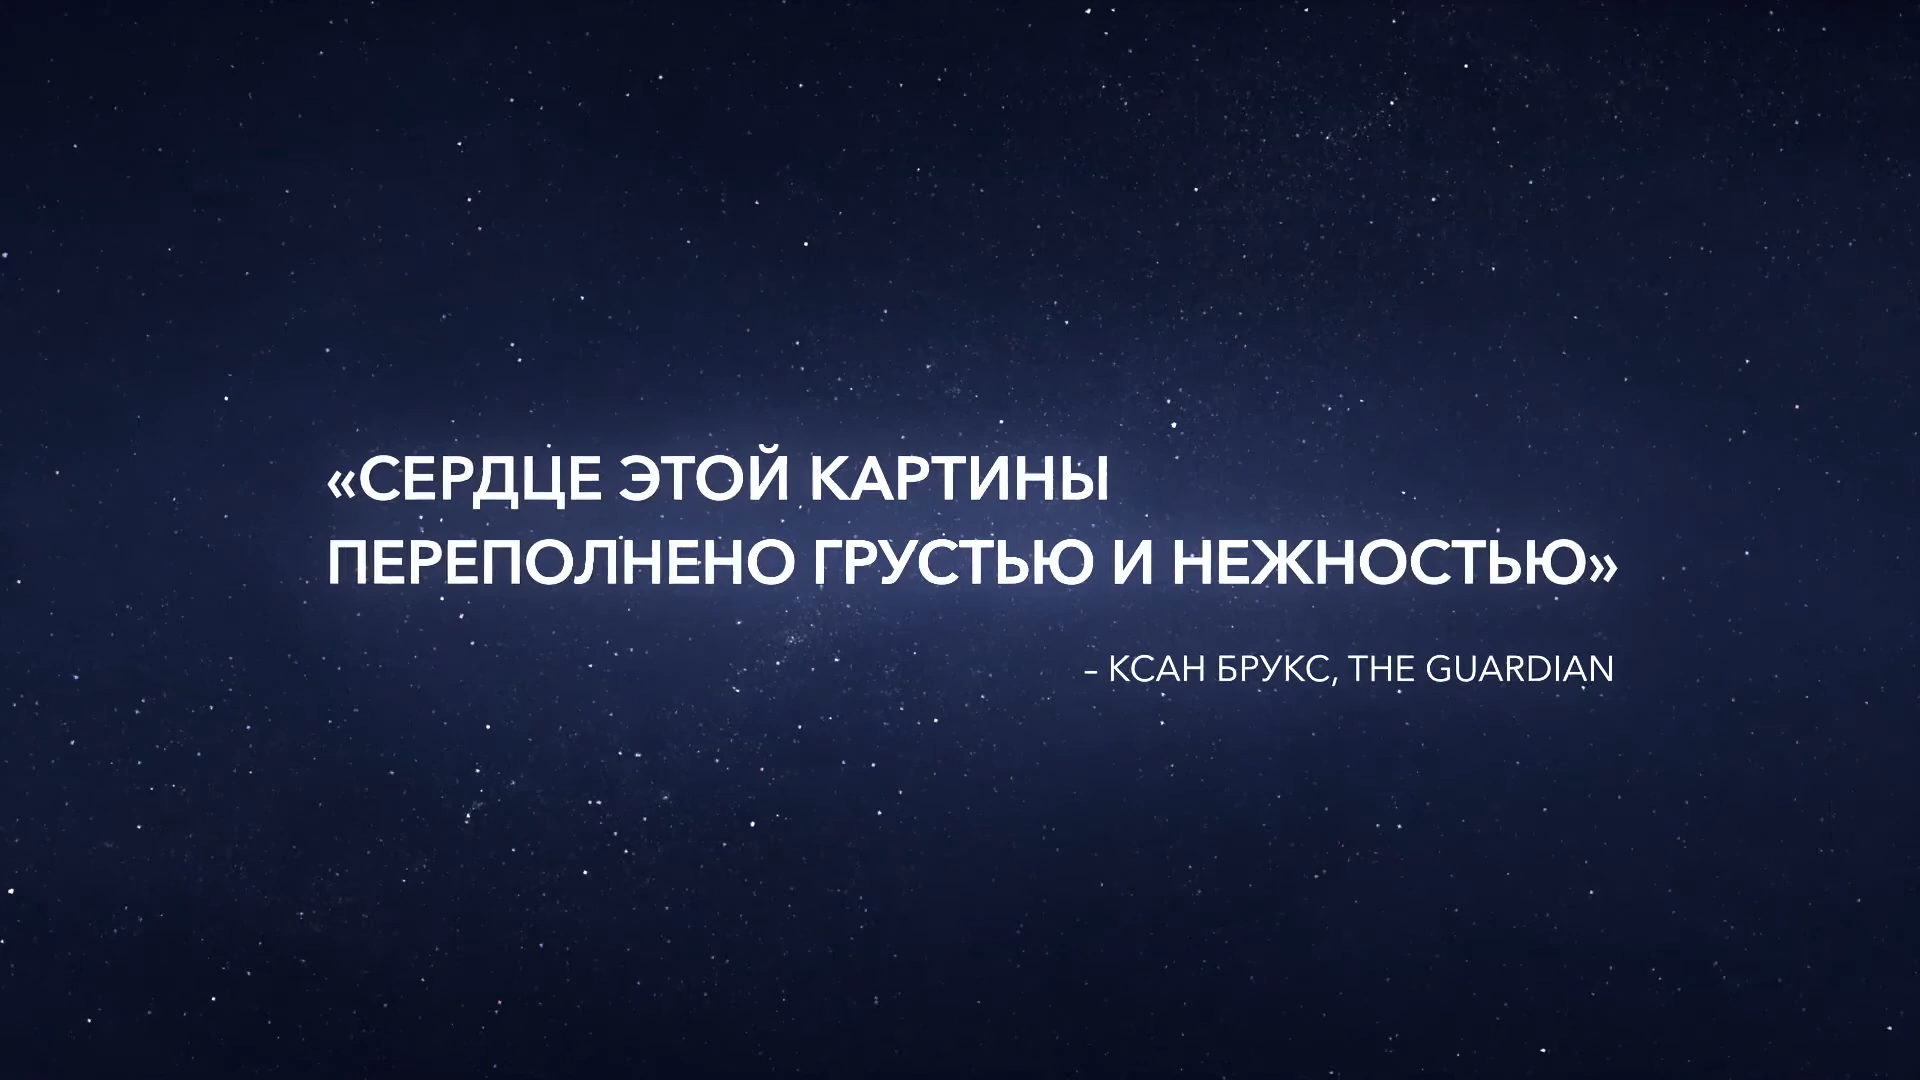 «СЕРДЦЕ ЭТОЙ КАРТИНЫ
ПЕРЕПОЛНЕНО ГРУСТЬЮ И НЕЖНОСТЬЮ»
– КСАН БРУКС, THE GUARDIAN